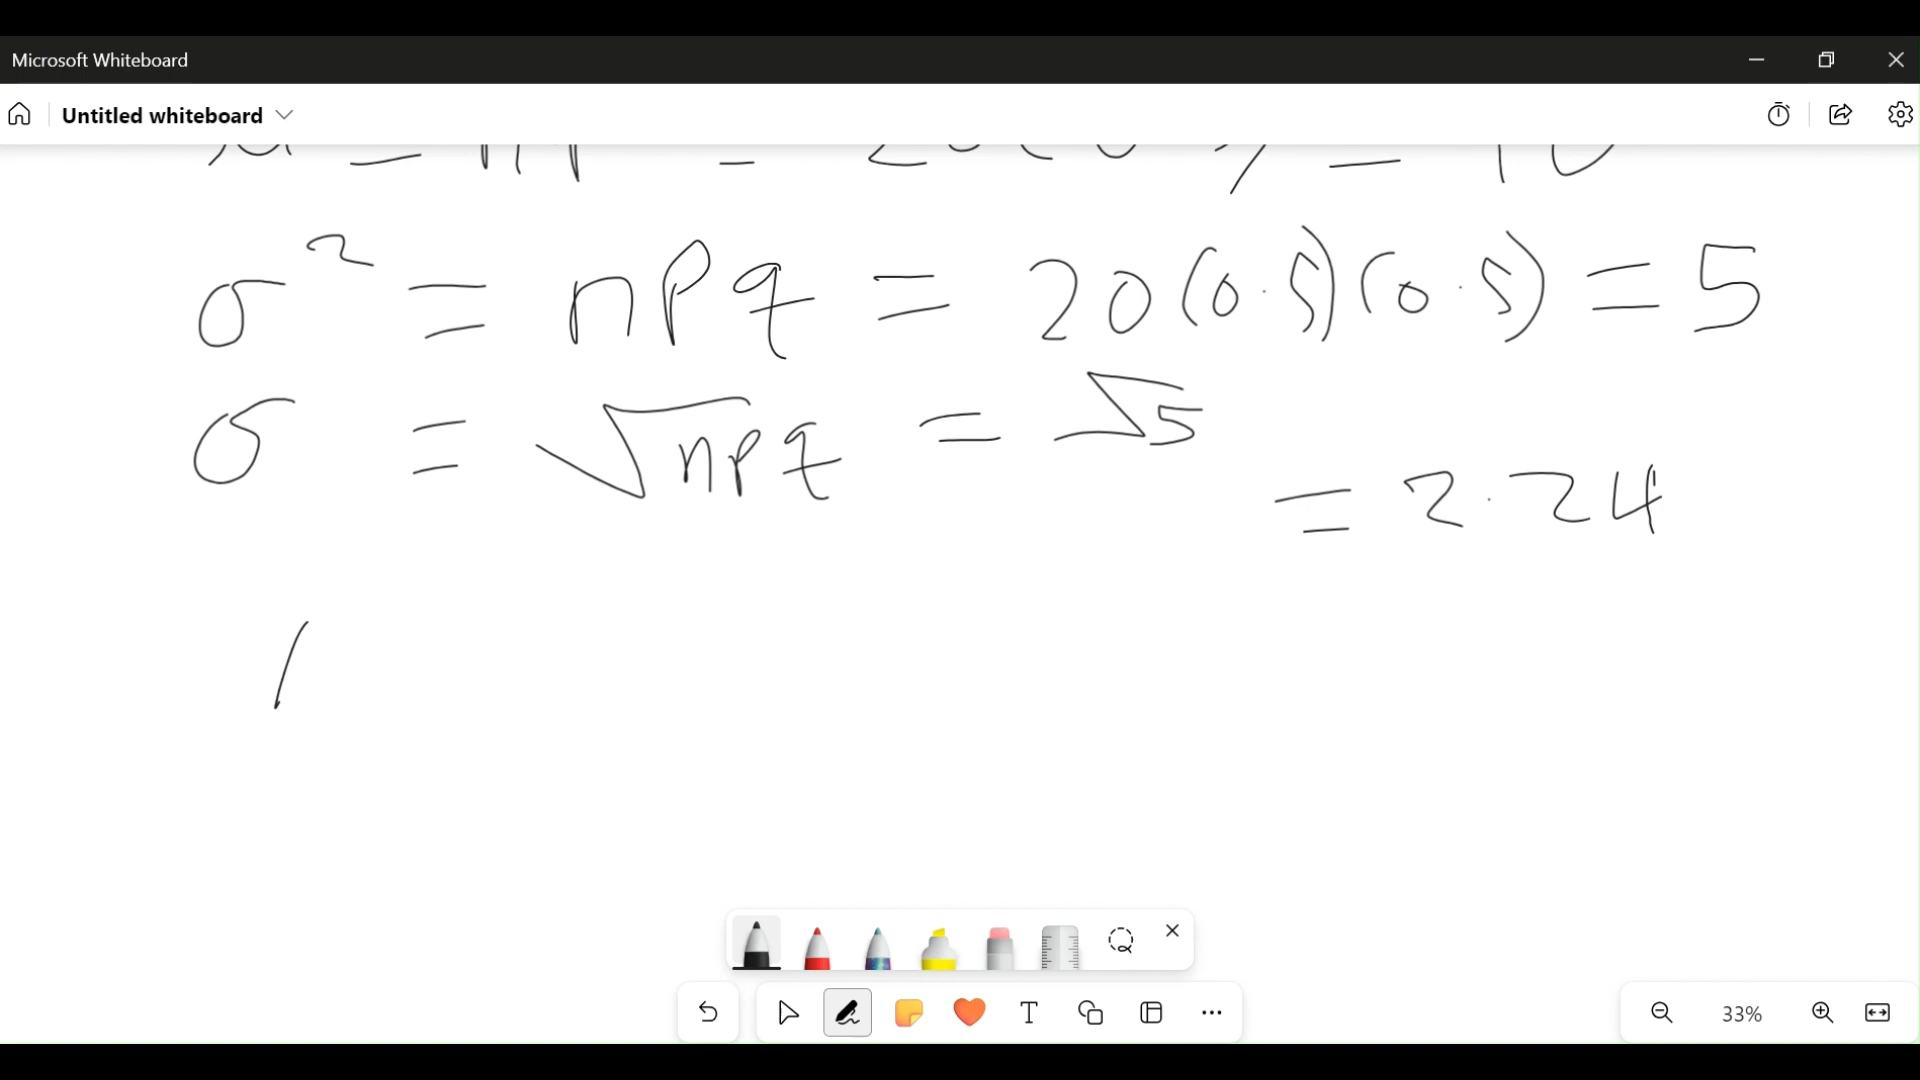 Microsoft Whiteboard
Untitled whiteboard
σ² = npq = 20(0.5)(0.5) = 5
σ = √npq = √5
= 2.24
33%